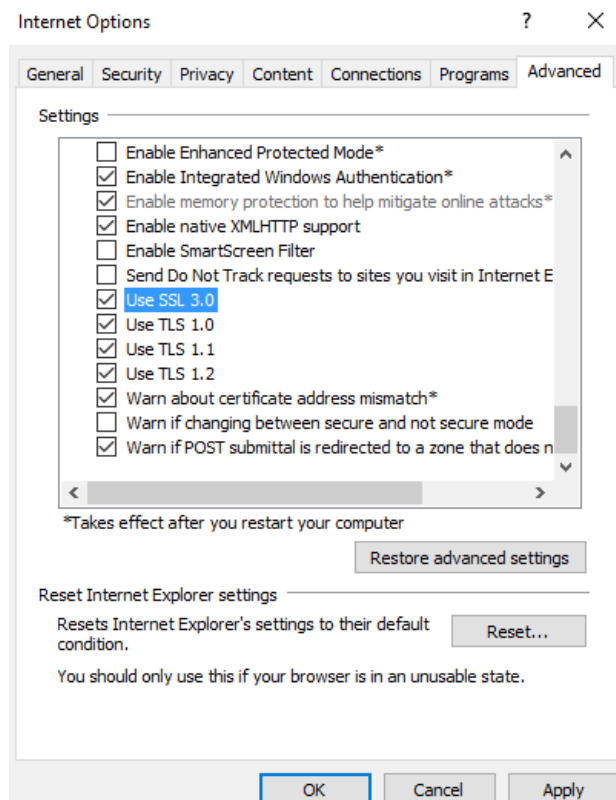 Internet Options ?
General Security Privacy Content Connections Programs Advanced
Settings
Enable Enhanced Protected Mode*
Enable Integrated Windows Authentication*
Enable memory protection to help mitigate online attacks*
Enable native XMLHTTP support
Enable SmartScreen Filter
Send Do Not Track requests to sites you visit in Internet E
Use SSL 3.0
Use TLS 1.0
Use TLS 1.1
Use TLS 1.2
Warn about certificate address mismatch*
Warn if changing between secure and not secure mode
Warn if POST submittal is redirected to a zone that does n
*Takes effect after you restart your computer
Restore advanced settings
Reset Internet Explorer settings
Resets Internet Explorer's settings to their default
condition.
Reset...
You should only use this if your browser is in an unusable state.
OK Cancel Apply